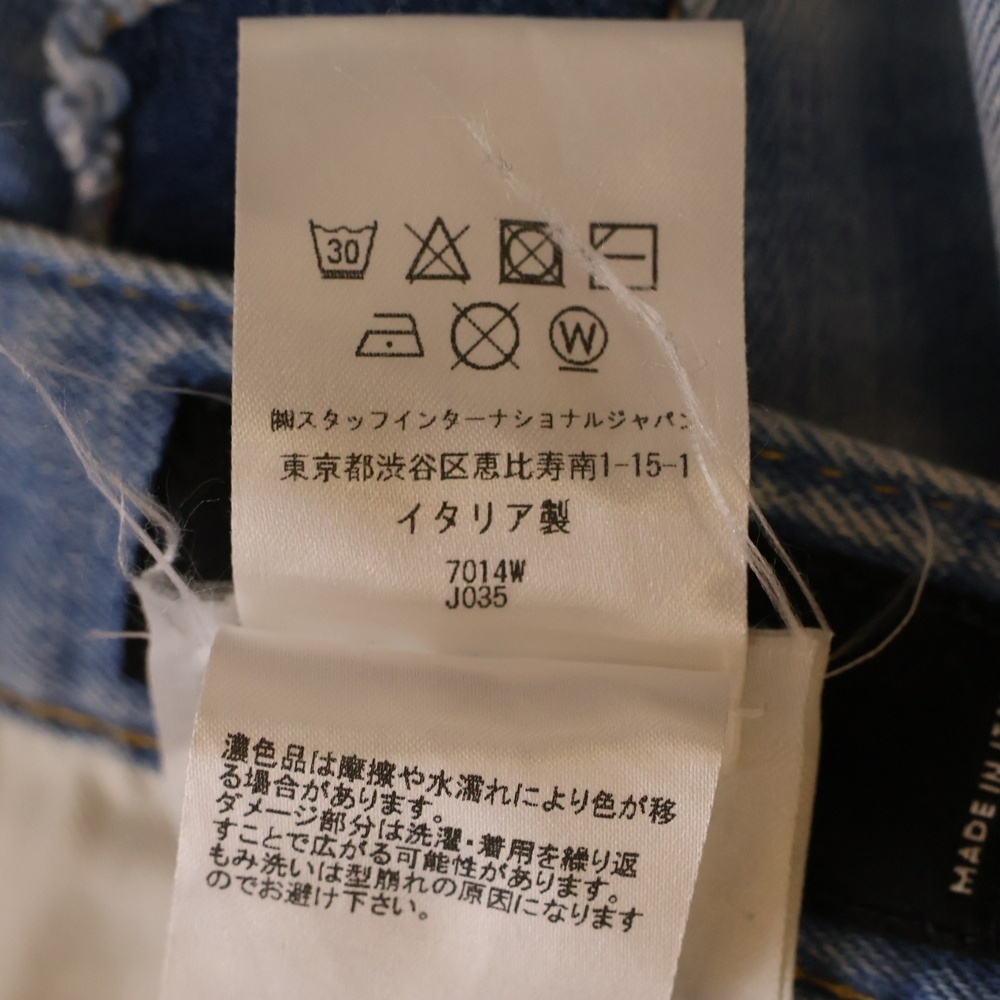 30
W
㈱スタッフインターナショナルジャパン
東京都渋谷区恵比寿南1-15-1
イタリア製
7014W
J035
濃色品は摩擦や水濡れにより色が移
る場合があります。
ダメージ部分は洗濯・着用を繰り返
すことで広がる可能性があります。
もみ洗いは型崩れの原因になります
のでお避け下さい。
MADE IN